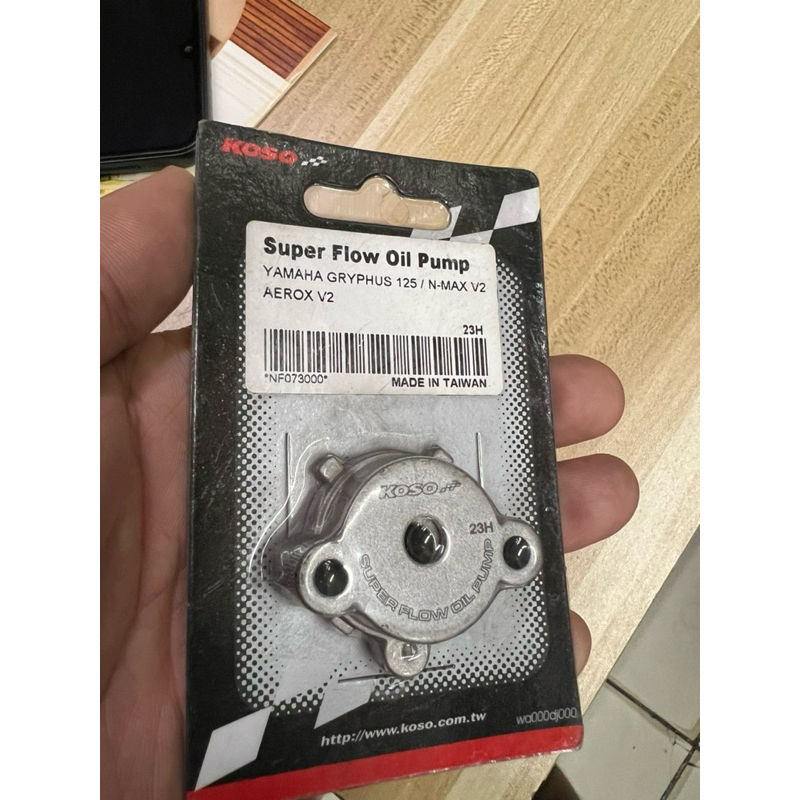 KOSO
Super Flow Oil Pump
YAMAHA GRYPHUS 125 / N-MAX V2
AEROX V2
23H
*NF073000*
MADE IN TAIWAN
KOSO
23H
SUPER FLOW OIL PUMP
http://www.koso.com.tw
wa000dj000